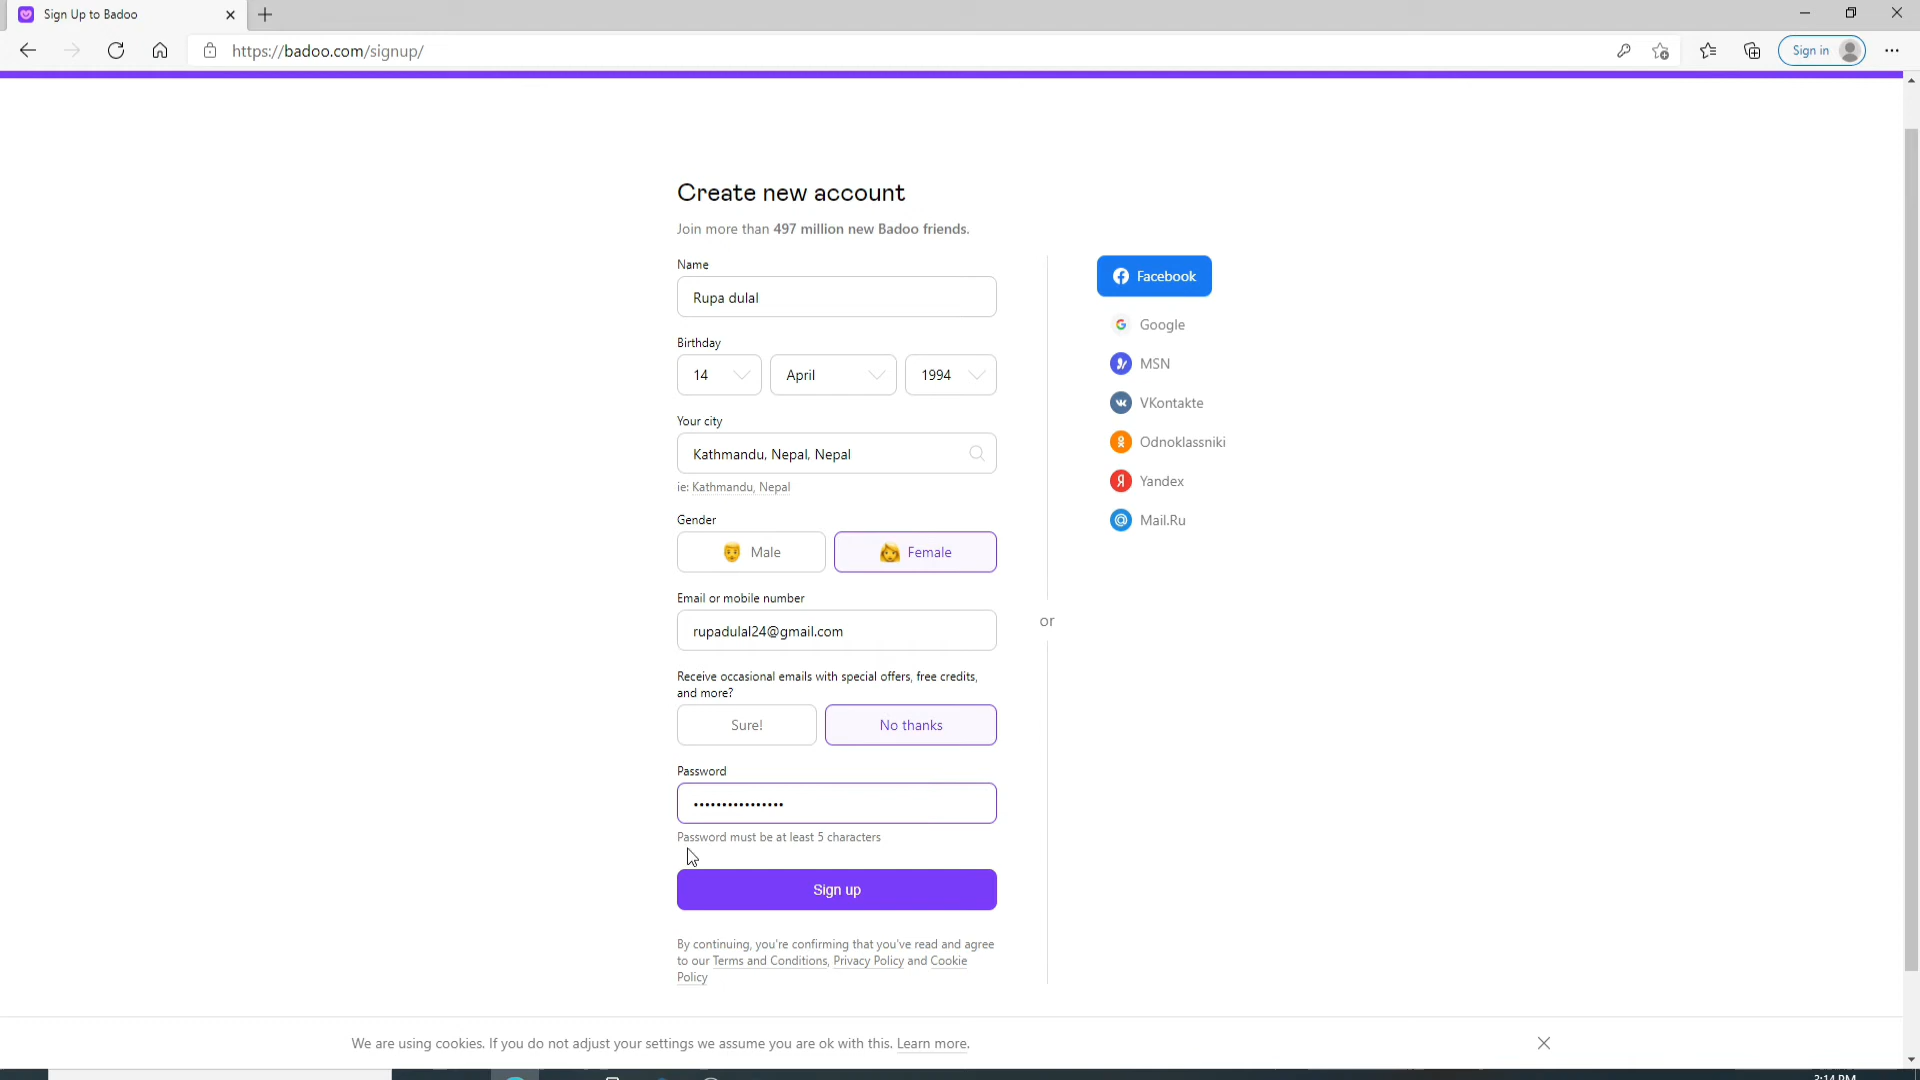 Sign Up to Badoo
https://badoo.com/signup/
Sign in
Create new account
Join more than 497 million new Badoo friends.
Name
Rupa dulal
Birthday
14
April
1994
Your city
Kathmandu, Nepal, Nepal
ie: Kathmandu, Nepal
Gender
Male
Female
Email or mobile number
rupadulal24@gmail.com
Receive occasional emails with special offers, free credits,
and more?
Sure!
No thanks
Password
••••••••••••••••
Password must be at least 5 characters
Sign up
By continuing, you're confirming that you've read and agree
to our Terms and Conditions, Privacy Policy and Cookie
Policy
or
Facebook
Google
MSN
VKontakte
Odnoklassniki
Yandex
Mail.Ru
We are using cookies. If you do not adjust your settings we assume you are ok with this. Learn more.